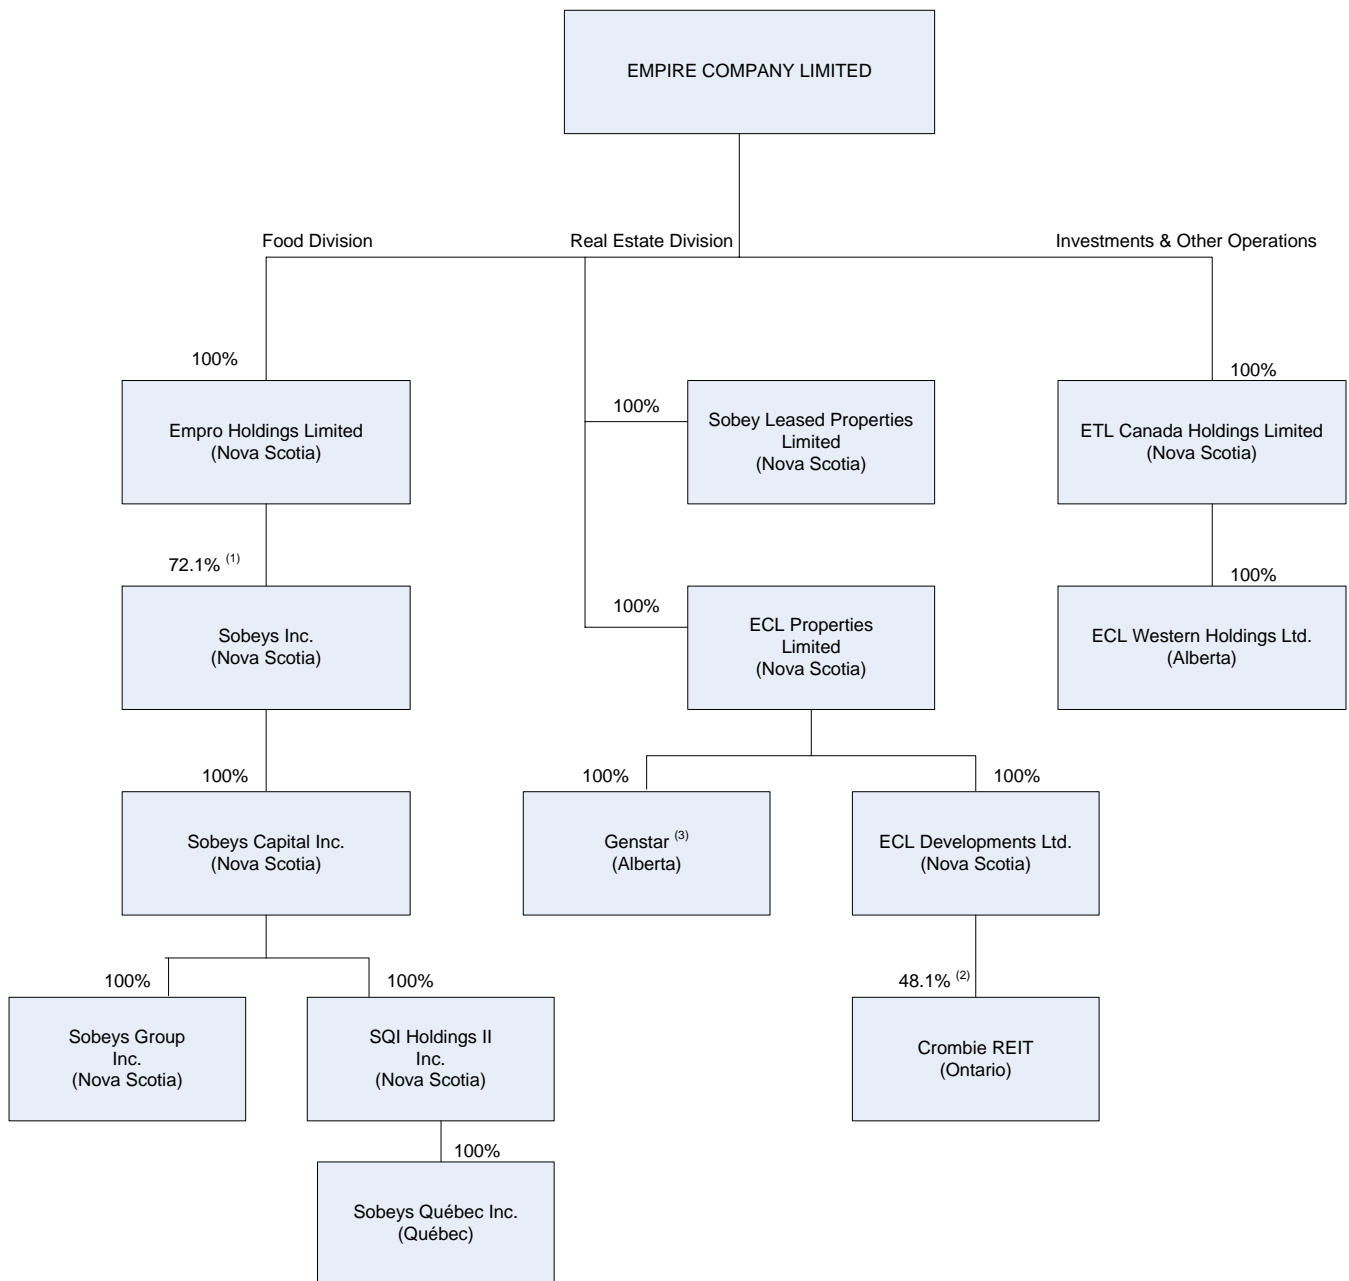 EMPIRE COMPANY LIMITED
Food Division
Real Estate Division
Investments & Other Operations
100%
Empro Holdings Limited
(Nova Scotia)
100%
Sobey Leased Properties
Limited
(Nova Scotia)
100%
ETL Canada Holdings Limited
(Nova Scotia)
72.1% (1)
Sobeys Inc.
(Nova Scotia)
100%
ECL Properties
Limited
(Nova Scotia)
100%
ECL Western Holdings Ltd.
(Alberta)
100%
Sobeys Capital Inc.
(Nova Scotia)
100%
Genstar (3)
(Alberta)
100%
ECL Developments Ltd.
(Nova Scotia)
100%
Sobeys Group
Inc.
(Nova Scotia)
100%
SQI Holdings II
Inc.
(Nova Scotia)
48.1% (2)
Crombie REIT
(Ontario)
100%
Sobeys Québec Inc.
(Québec)